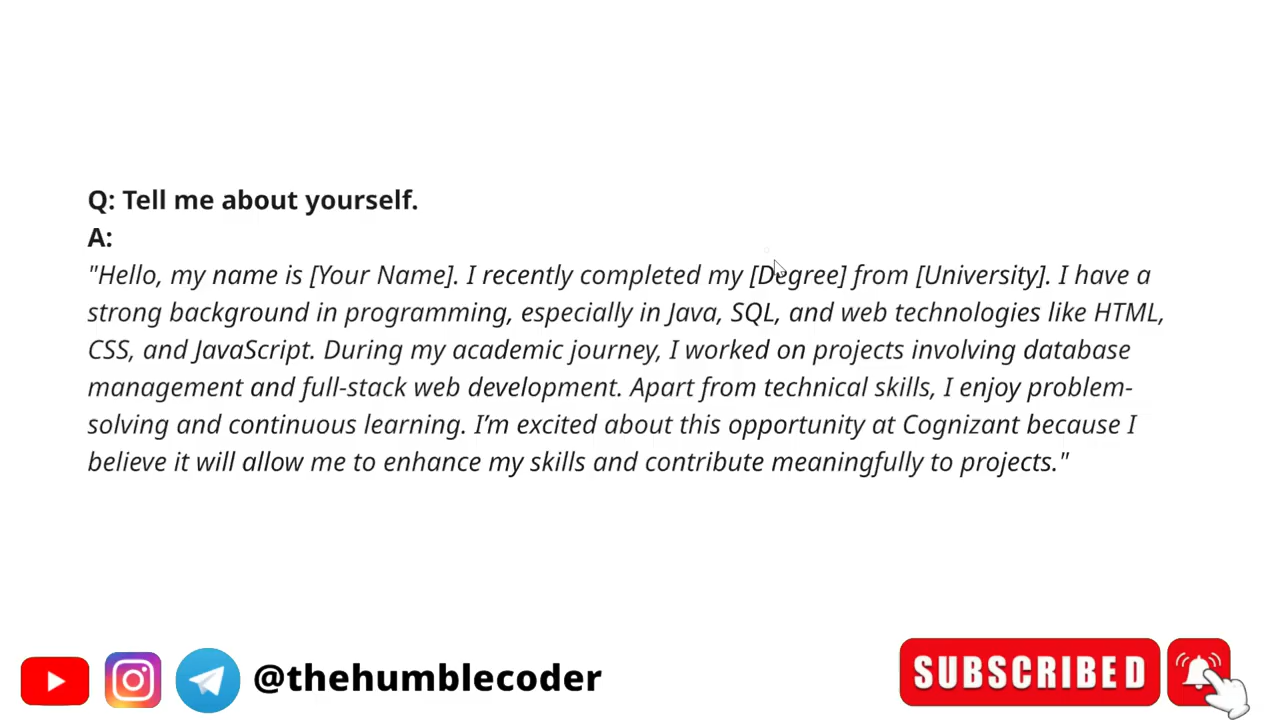 Q: Tell me about yourself.
A:
"Hello, my name is [Your Name]. I recently completed my [Degree] from [University]. I have a
strong background in programming, especially in Java, SQL, and web technologies like HTML,
CSS, and JavaScript. During my academic journey, I worked on projects involving database
management and full-stack web development. Apart from technical skills, I enjoy problem-
solving and continuous learning. I’m excited about this opportunity at Cognizant because I
believe it will allow me to enhance my skills and contribute meaningfully to projects."
@thehumblecoder
SUBSCRIBED